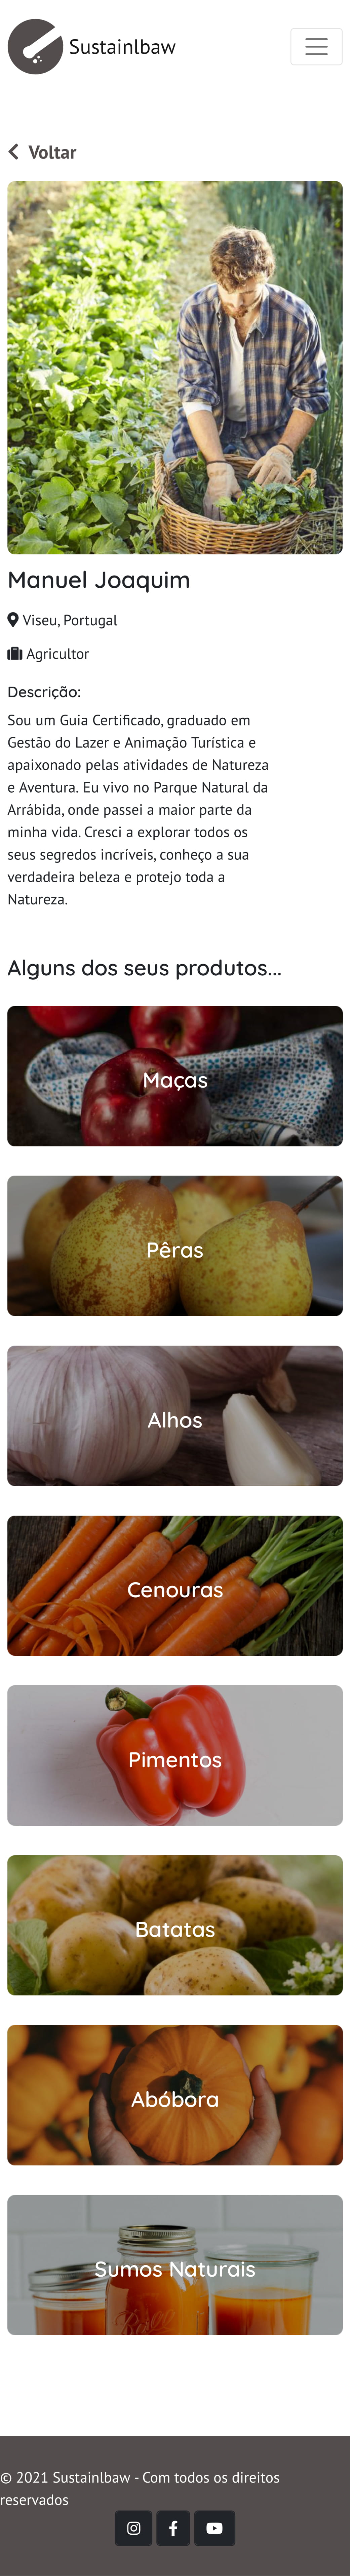 Sustainlbaw
Voltar
Manuel Joaquim
Viseu, Portugal
Agricultor
Descrição:
Sou um Guia Certificado, graduado em
Gestão do Lazer e Animação Turística e
apaixonado pelas atividades de Natureza
e Aventura. Eu vivo no Parque Natural da
Arrábida, onde passei a maior parte da
minha vida. Cresci a explorar todos os
seus segredos incríveis, conheço a sua
verdadeira beleza e protejo toda a
Natureza.
Alguns dos seus produtos...
Maças
Pêras
Alhos
Cenouras
Pimentos
Batatas
Abóbora
Sumos Naturais
Ball
© 2021 Sustainlbaw - Com todos os direitos
reservados